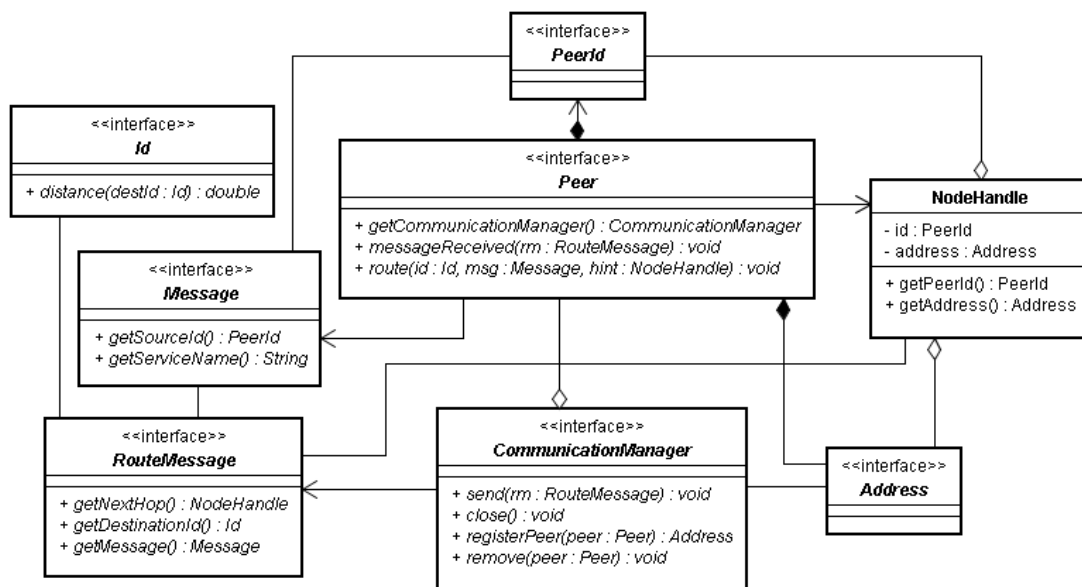 <<interface>>
PeerId
<<interface>>
Id
+ distance(destId : Id) : double
<<interface>>
Peer
+ getCommunicationManager() : CommunicationManager
+ messageReceived(rm : RouteMessage) : void
+ route(id : Id, msg : Message, hint : NodeHandle) : void
NodeHandle
- id : PeerId
- address : Address
+ getPeerId() : PeerId
+ getAddress() : Address
<<interface>>
Message
+ getSourceId() : PeerId
+ getServiceName() : String
<<interface>>
RouteMessage
+ getNextHop() : NodeHandle
+ getDestinationId() : Id
+ getMessage() : Message
<<interface>>
CommunicationManager
+ send(rm : RouteMessage) : void
+ close() : void
+ registerPeer(peer : Peer) : Address
+ remove(peer : Peer) : void
<<interface>>
Address